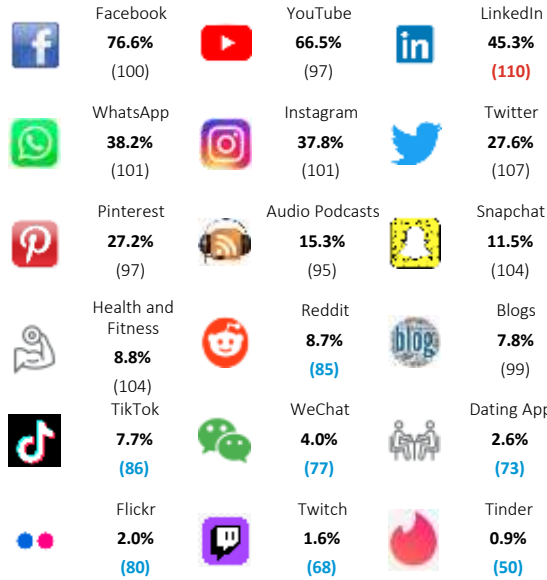 Facebook
76.6%
(100)
YouTube
66.5%
(97)
LinkedIn
in
45.3%
(110)
WhatsApp
38.2%
(101)
Instagram
37.8%
(101)
Twitter
27.6%
(107)
Pinterest
27.2%
(97)
Audio Podcasts
15.3%
(95)
Snapchat
11.5%
(104)
Health and
Fitness
8.8%
(104)
Reddit
8.7%
(85)
Blogs
blog
7.8%
(99)
TikTok
7.7%
(86)
WeChat
4.0%
(77)
Dating App
2.6%
(73)
Flickr
2.0%
(80)
Twitch
1.6%
(68)
Tinder
0.9%
(50)